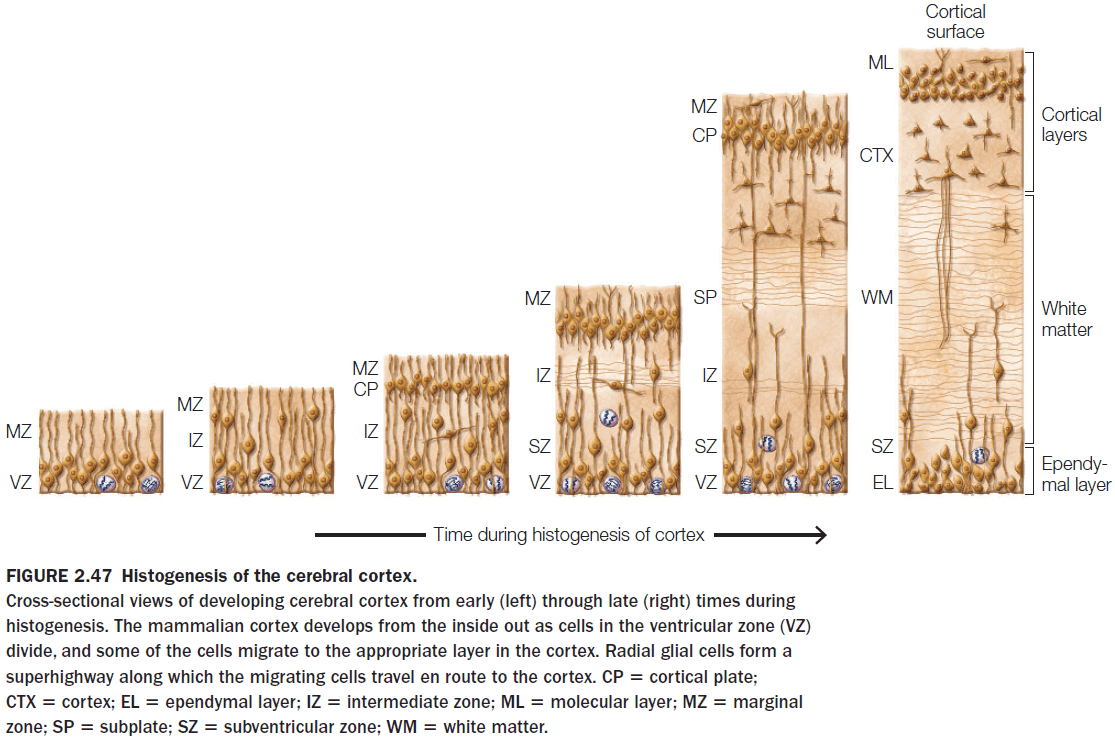 Cortical
surface
MZ
VZ
MZ
IZ
VZ
MZ
CP
IZ
VZ
MZ
IZ
SZ
VZ
MZ
CP
SP
IZ
SZ
VZ
ML
CTX
WM
SZ
EL
Cortical
layers
White
matter
Ependy-
mal layer
Time during histogenesis of cortex
FIGURE 2.47 Histogenesis of the cerebral cortex.
Cross-sectional views of developing cerebral cortex from early (left) through late (right) times during
histogenesis. The mammalian cortex develops from the inside out as cells in the ventricular zone (VZ)
divide, and some of the cells migrate to the appropriate layer in the cortex. Radial glial cells form a
superhighway along which the migrating cells travel en route to the cortex. CP = cortical plate;
CTX = cortex; EL = ependymal layer; IZ = intermediate zone; ML = molecular layer; MZ = marginal
zone; SP = subplate; SZ = subventricular zone; WM = white matter.